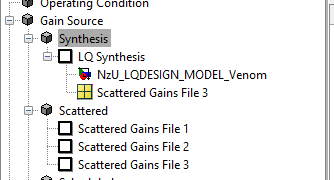 Operating Condition
Gain Source
Synthesis
LQ Synthesis
NzU_LQDESIGN_MODEL_Venom
Scattered Gains File 3
Scattered
Scattered Gains File 1
Scattered Gains File 2
Scattered Gains File 3